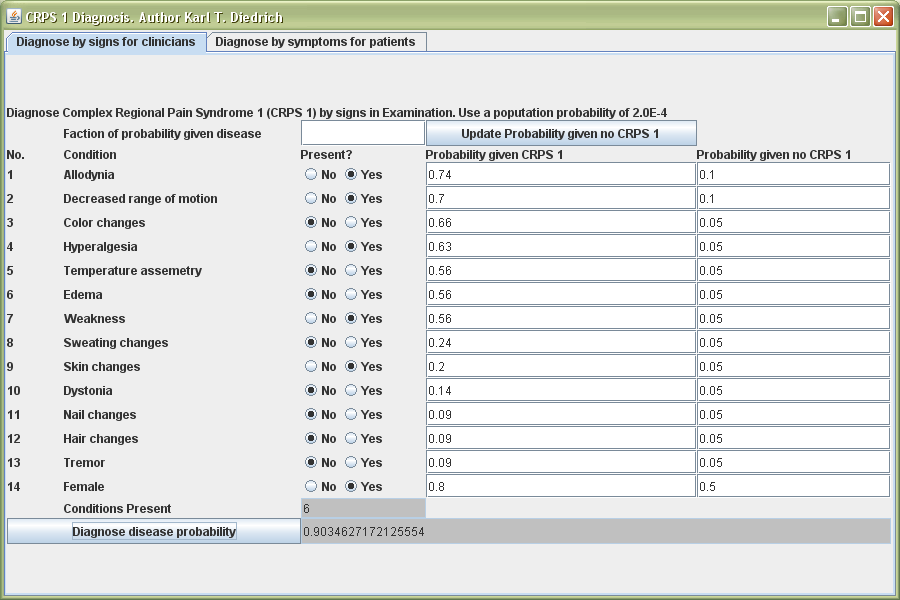 CRPS 1 Diagnosis. Author Karl T. Diedrich
Diagnose by signs for clinicians Diagnose by symptoms for patients
Diagnose Complex Regional Pain Syndrome 1 (CRPS 1) by signs in Examination. Use a poputation probability of 2.0E-4
Faction of probability given disease Update Probability given no CRPS 1
No. Condition Present? Probability given CRPS 1 Probability given no CRPS 1
1 Allodynia No Yes 0.74 0.1
2 Decreased range of motion No Yes 0.7 0.1
3 Color changes No Yes 0.66 0.05
4 Hyperalgesia No Yes 0.63 0.05
5 Temperature assemetry No Yes 0.56 0.05
6 Edema No Yes 0.56 0.05
7 Weakness No Yes 0.56 0.05
8 Sweating changes No Yes 0.24 0.05
9 Skin changes No Yes 0.2 0.05
10 Dystonia No Yes 0.14 0.05
11 Nail changes No Yes 0.09 0.05
12 Hair changes No Yes 0.09 0.05
13 Tremor No Yes 0.09 0.05
14 Female No Yes 0.8 0.5
Conditions Present 6
Diagnose disease probability 0.9034627172125554